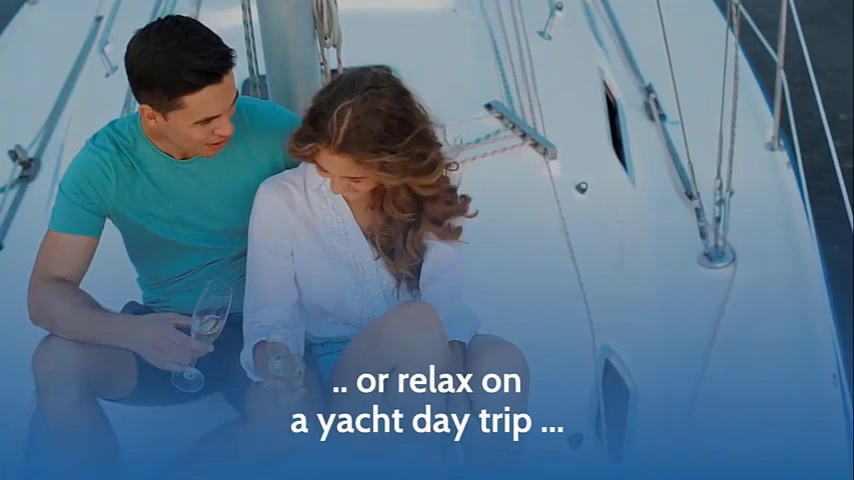 .. or relax on
a yacht day trip ...